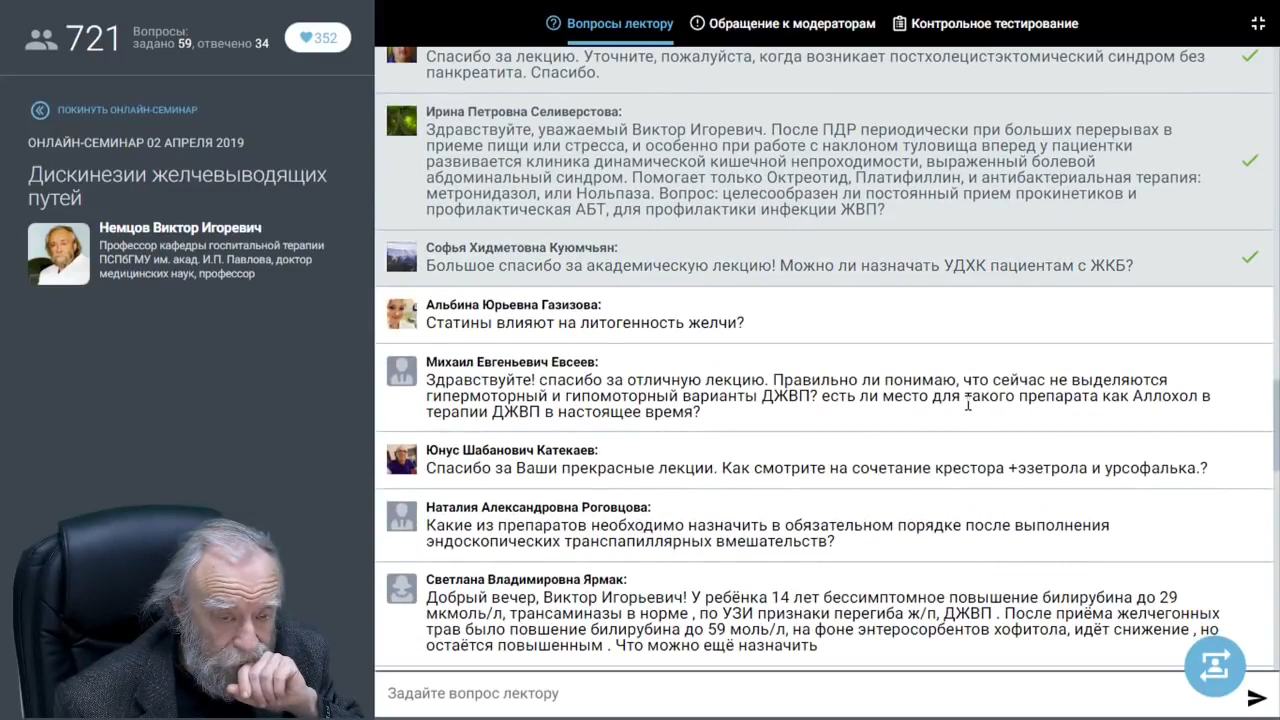 721
Вопросы:
задано 59, отвечено 34
352
ПОКИНУТЬ ОНЛАЙН-СЕМИНАР
ОНЛАЙН-СЕМИНАР 02 АПРЕЛЯ 2019
Дискинезии желчевыводящих
путей
Немцов Виктор Игоревич
Профессор кафедры госпитальной терапии
ПСПбГМУ им. акад. И.П. Павлова, доктор
медицинских наук, профессор
Вопросы лектору
Обращение к модераторам
Контрольное тестирование
Спасибо за лекцию. Уточните, пожалуйста, когда возникает постхолецистэктомический синдром без
панкреатита. Спасибо.
Ирина Петровна Селиверстова:
Здравствуйте, уважаемый Виктор Игоревич. После ПДР периодически при больших перерывах в
приеме пищи или стресса, и особенно при работе с наклоном туловища вперед у пациентки
развивается клиника динамической кишечной непроходимости, выраженный болевой
абдоминальный синдром. Помогает только Октреотид, Платифиллин, и антибактериальная терапия:
метронидазол, или Нольпаза. Вопрос: целесообразен ли постоянный прием прокинетиков и
профилактическая АБТ, для профилактики инфекции ЖВП?
Софья Хидметовна Куюмчьян:
Большое спасибо за академическую лекцию! Можно ли назначать УДХК пациентам с ЖКБ?
Альбина Юрьевна Газизова:
Статины влияют на литогенность желчи?
Михаил Евгеньевич Евсеев:
Здравствуйте! спасибо за отличную лекцию. Правильно ли понимаю, что сейчас не выделяются
гипермоторный и гипомоторный варианты ДЖВП? есть ли место для такого препарата как Аллохол в
терапии ДЖВП в настоящее время?
Юнус Шабанович Катекаев:
Спасибо за Ваши прекрасные лекции. Как смотрите на сочетание крестора +эзетрола и урсофалька.?
Наталия Александровна Роговцова:
Какие из препаратов необходимо назначить в обязательном порядке после выполнения
эндоскопических транспапиллярных вмешательств?
Светлана Владимировна Ярмак:
Добрый вечер, Виктор Игорьевич! У ребёнка 14 лет бессимптомное повышение билирубина до 29
мкмоль/л, трансаминазы в норме , по УЗИ признаки перегиба ж/п, ДЖВП . После приёма желчегонных
трав было повшение билирубина до 59 моль/л, на фоне энтеросорбентов хофитола, идёт снижение , но
остаётся повышенным . Что можно ещё назначить
Задайте вопрос лектору